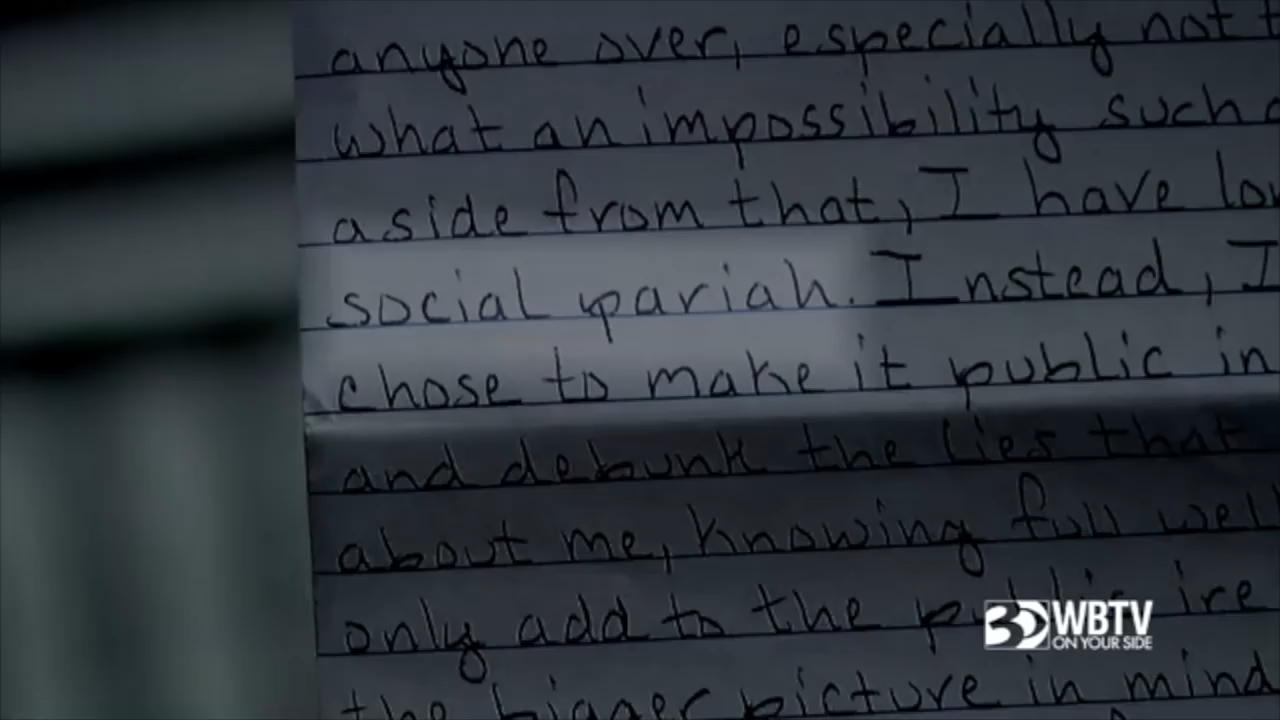 anyone over, especially not
what an impossibility such
aside from that, I have
social pariah. Instead, I
chose to make it public in
and debunk the lies that
about me, knowing full well
only add to the public ire
the bigger picture in mind
3 WBTV
ON YOUR SIDE